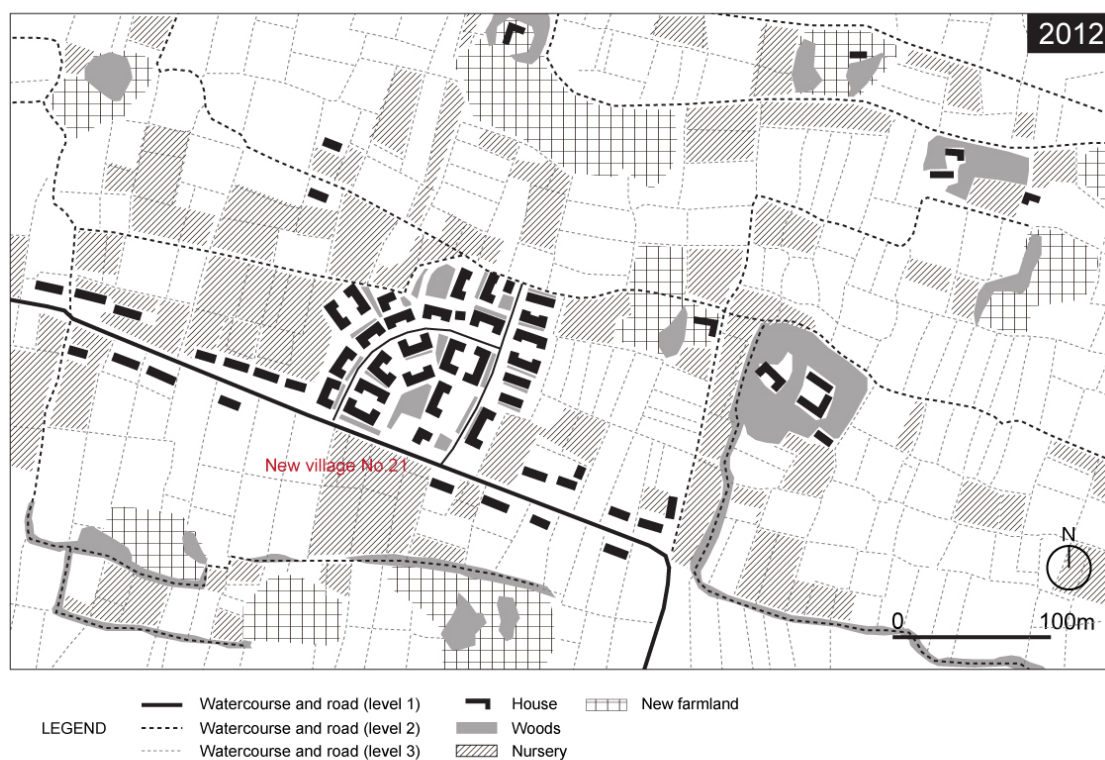 2012
New village No.21
N
0 100m
LEGEND
Watercourse and road (level 1)
Watercourse and road (level 2)
Watercourse and road (level 3)
House
Woods
Nursery
New farmland